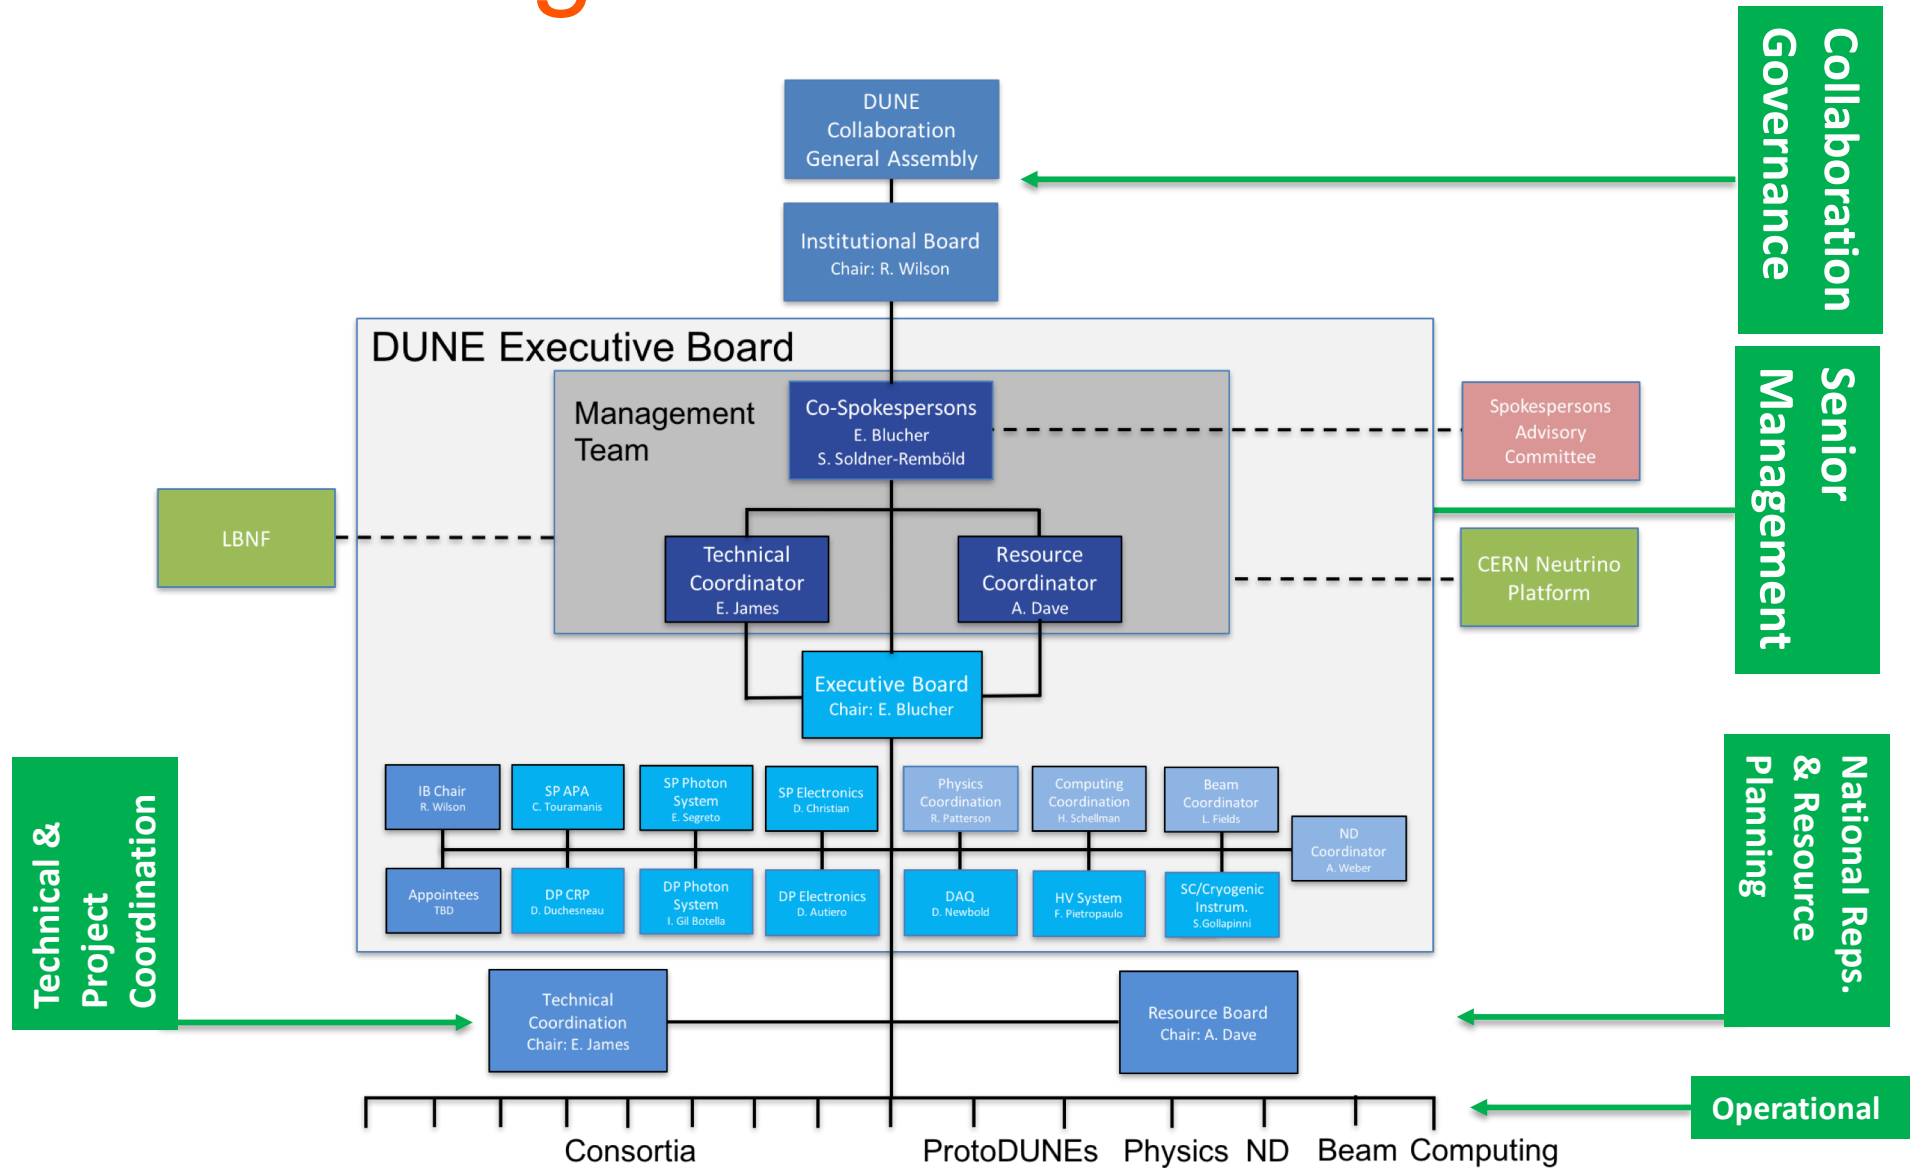 Collaboration
Governance
DUNE
Collaboration
General Assembly
Institutional Board
Chair: R. Wilson
DUNE Executive Board
Management
Team
Co-Spokespersons
E. Blucher
S. Soldner-Remböld
Spokespersons
Advisory
Committee
Senior
Management
LBNF
Technical
Coordinator
E. James
Resource
Coordinator
A. Dave
CERN Neutrino
Platform
Executive Board
Chair: E. Blucher
IB Chair
R. Wilson
SP APA
C. Touramanis
SP Photon
System
E. Segreto
SP Electronics
D. Christian
Physics
Coordination
R. Patterson
Computing
Coordination
H. Schellman
Beam
Coordinator
L. Fields
ND
Coordinator
A. Weber
Appointees
TBD
DP CRP
D. Duchesneau
DP Photon
System
I. Gil Botella
DP Electronics
D. Autiero
DAQ
D. Newbold
HV System
F. Pietropaulo
SC/Cryogenic
Instrum.
S.Gollapinni
Technical &
Project
Coordination
National Reps.
& Resource
Planning
Technical
Coordination
Chair: E. James
Resource Board
Chair: A. Dave
Operational
Consortia
ProtoDUNEs
Physics
ND
Beam
Computing